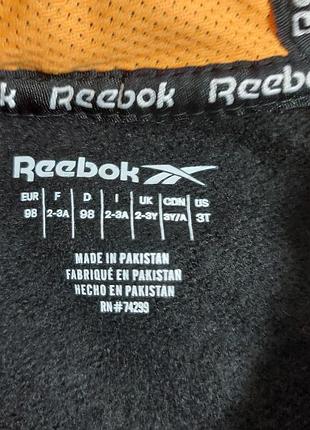 Reebok Reebok
Reebok
EUR F D I UK CDN US
98 2-3A 98 2-3A 2-3Y 3Y/A 3T
MADE IN PAKISTAN
FABRIQUÉ EN PAKISTAN
HECHO EN PAKISTAN
RN#74299